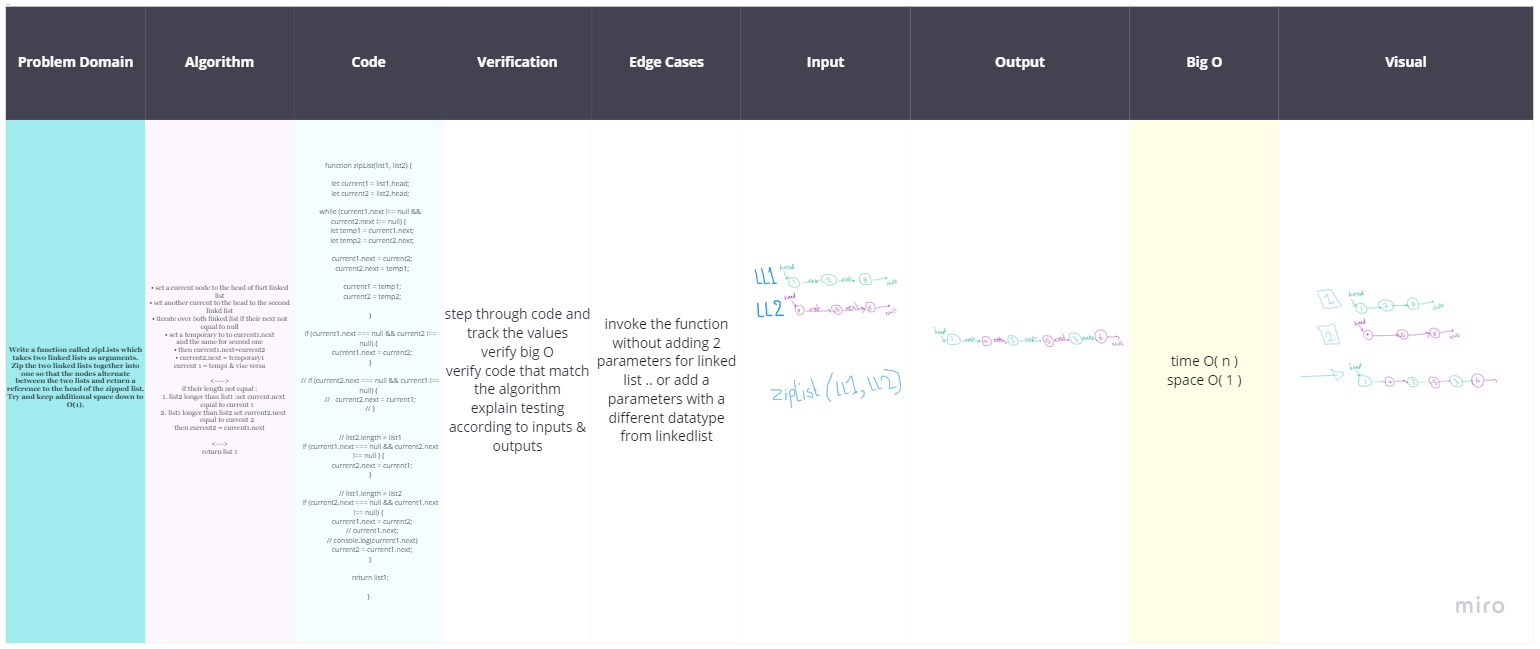 Problem Domain
Algorithm
Code
Verification
Edge Cases
Input
Output
Big O
Visual
Write a function called zipLists which
takes two linked lists as arguments.
Zip the two linked lists together into
one so that the nodes alternate
between the two lists and return a
reference to the head of the zipped list.
Try and keep additional space down to
O(1).
• set a current node to the head of fisrt linked
list
• set another current to the head to the second
linkd list
• iterate over both linked list if their next not
equal to null
• set a temporary to to current1.next
and the same for second one
• then current1.next=current2
• current2.next = temporary1
current 1 = temp1 & visc versa
<---->
if their length not equal :
1. list2 longer than list1 :set current.next
equal to current 1
2. list1 longer than list2 set current2.next
equal to current 2
then current2 = current1.next
<---->
return list 1
function zipList(list1, list2) {
let current1 = list1.head;
let current2 = list2.head;
while (current1.next !== null &&
current2.next !== null) {
let temp1 = current1.next;
let temp2 = current2.next;
current1.next = current2;
current2.next = temp1;
current1 = temp1;
current2 = temp2;
}
if (current1.next === null && current2 !==
null) {
current1.next = current2;
}
// if (current2.next === null && current1 !==
null) {
// current2.next = current1;
// }
// list2.length > list1
if (current1.next === null && current2.next
!== null ) {
current2.next = current1;
}
// list1.length > list2
if (current2.next === null && current1.next
!== null) {
current1.next = current2;
// current1.next;
// console.log(current1.next)
current2 = current1.next;
}
return list1;
}
step through code and
track the values
verify big O
verify code that match
the algorithm
explain testing
according to inputs &
outputs
invoke the function
without adding 2
parameters for linked
list .. or add a
parameters with a
different datatype
from linkedlist
LL1
head
1 next 2 next 3 Null
LL2
head
next 5 next 6 Null
zipList (LL1, LL2)
head
1 next 4 next 2 next 5 next 3 next 6
Null
time O( n )
space O( 1 )
1
head
1 2 3 Null
2
head
5 6 Null
head
1 4 2 5 3 6
miro